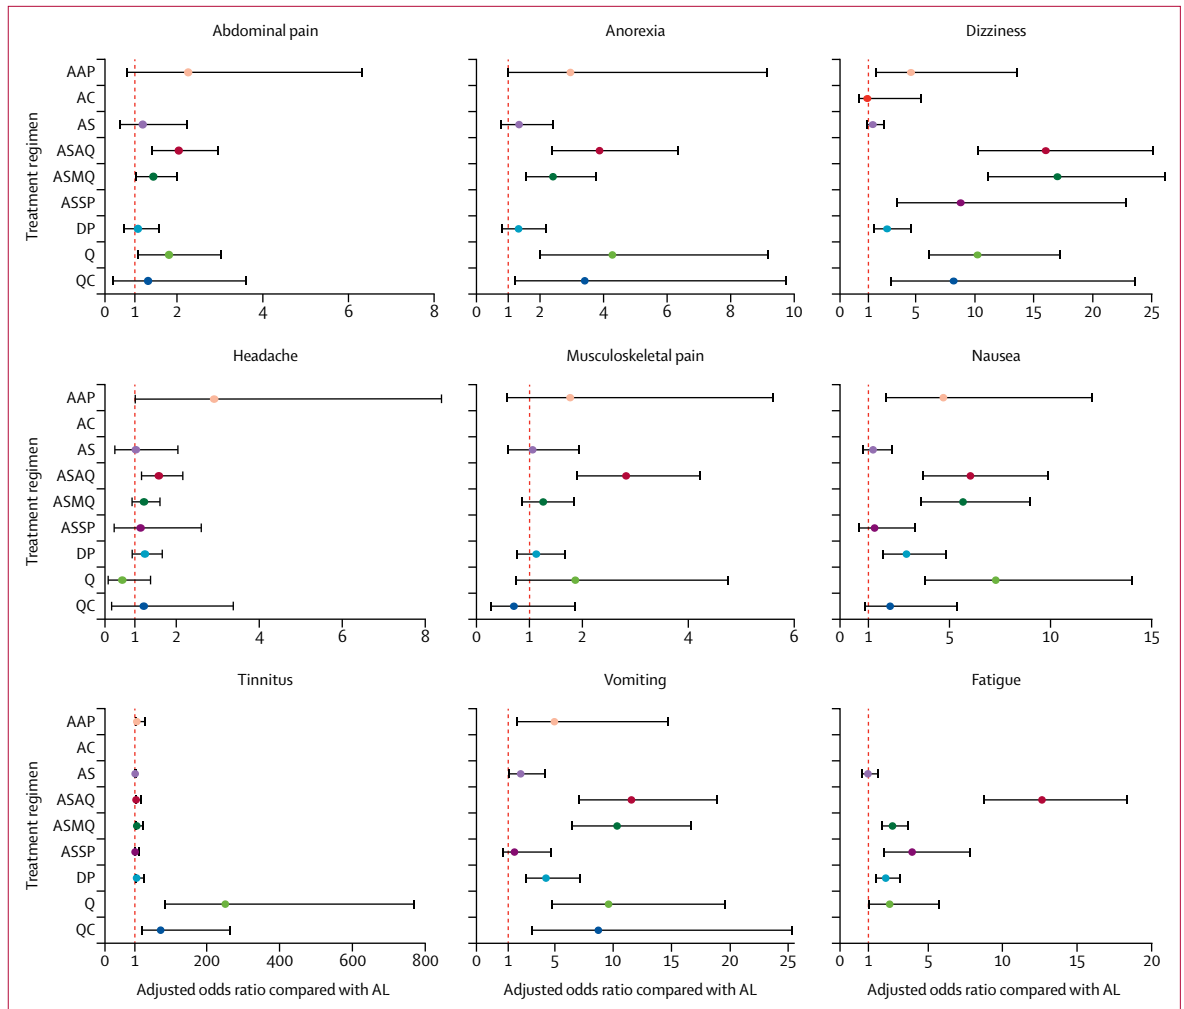 Abdominal pain
Anorexia
Dizziness
Treatment regimen
AAP
AC
AS
ASAQ
ASMQ
ASSP
DP
Q
QC
0 1 2 4 6 8
0 1 2 4 6 8 10
0 1 5 10 15 20 25
Headache
Musculoskeletal pain
Nausea
Treatment regimen
AAP
AC
AS
ASAQ
ASMQ
ASSP
DP
Q
QC
0 1 2 4 6 8
0 1 2 4 6
0 1 5 10 15
Tinnitus
Vomiting
Fatigue
Treatment regimen
AAP
AC
AS
ASAQ
ASMQ
ASSP
DP
Q
QC
0 1 200 400 600 800
0 1 5 10 15 20 25
0 1 5 10 15 20
Adjusted odds ratio compared with AL
Adjusted odds ratio compared with AL
Adjusted odds ratio compared with AL